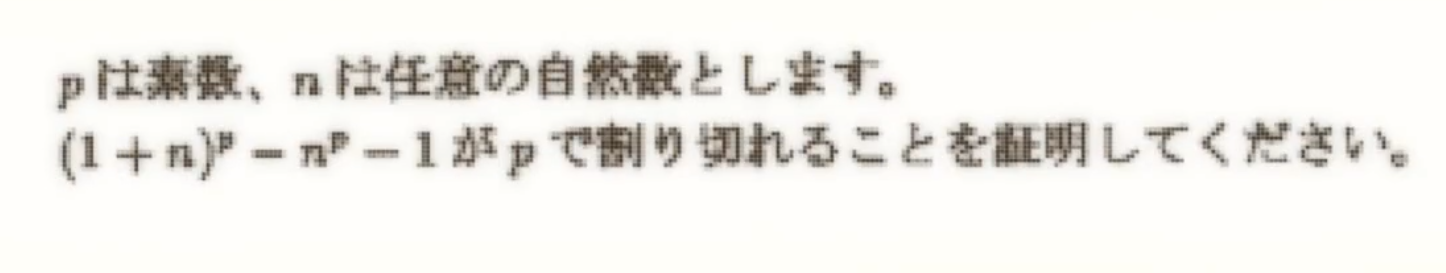 pは素数、nは任意の自然数とします。
(1 + n)ᵖ − nᵖ − 1 がpで割り切れることを証明してください。